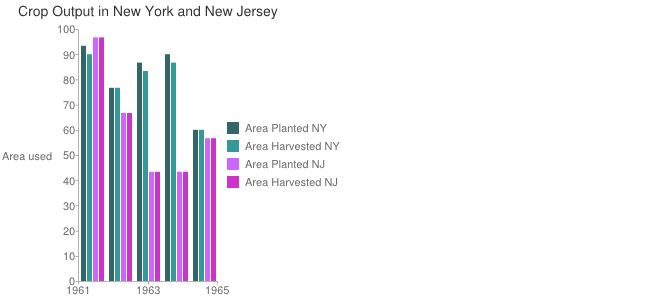 Crop Output in New York and New Jersey
100
90
80
70
60
50
40
30
20
10
0
Area used
1961
1963
1965
Area Planted NY
Area Harvested NY
Area Planted NJ
Area Harvested NJ